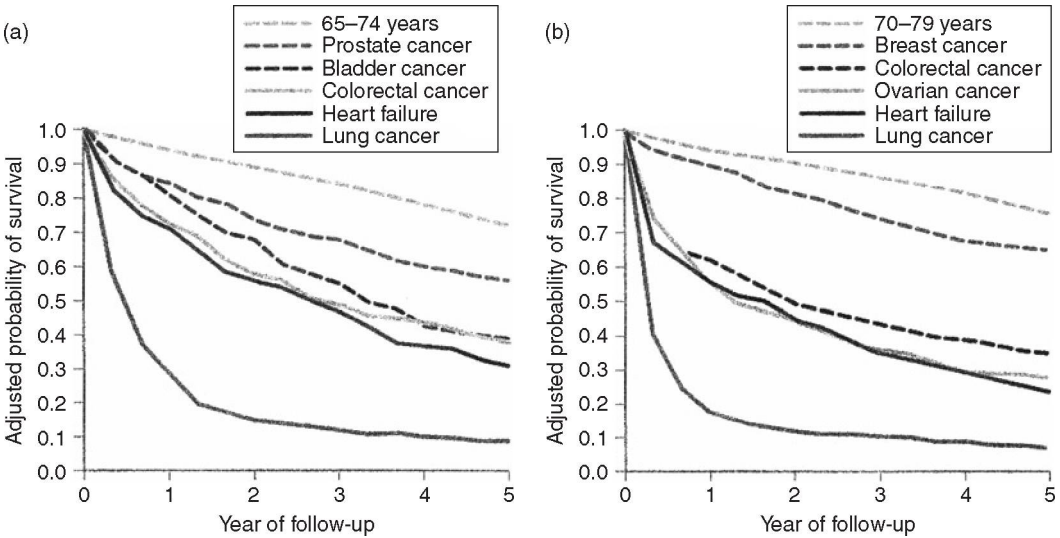 (a)
65–74 years
Prostate cancer
Bladder cancer
Colorectal cancer
Heart failure
Lung cancer
Adjusted probability of survival
1.0
0.9
0.8
0.7
0.6
0.5
0.4
0.3
0.2
0.1
0.0
0 1 2 3 4 5
Year of follow-up
(b)
70–79 years
Breast cancer
Colorectal cancer
Ovarian cancer
Heart failure
Lung cancer
Adjusted probability of survival
1.0
0.9
0.8
0.7
0.6
0.5
0.4
0.3
0.2
0.1
0.0
0 1 2 3 4 5
Year of follow-up